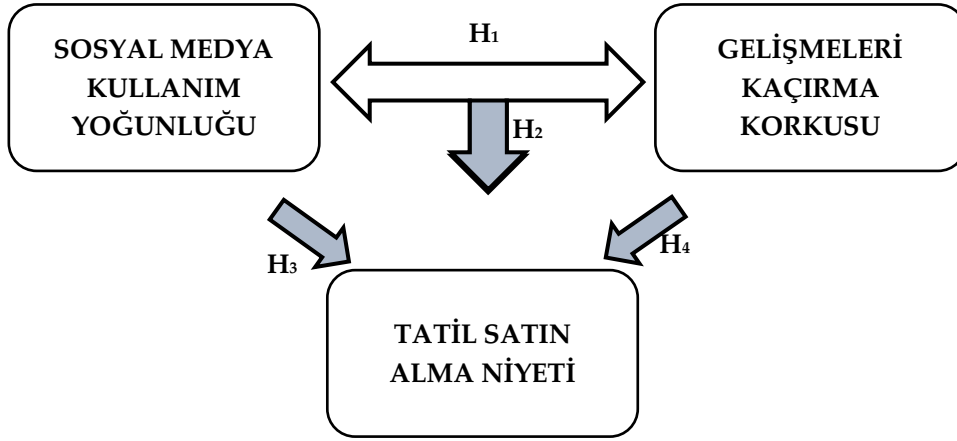 SOSYAL MEDYA
KULLANIM
YOĞUNLUĞU
H₁
GELİŞMELERİ
KAÇIRMA
KORKUSU
H₂
H₃
H₄
TATİL SATIN
ALMA NİYETİ